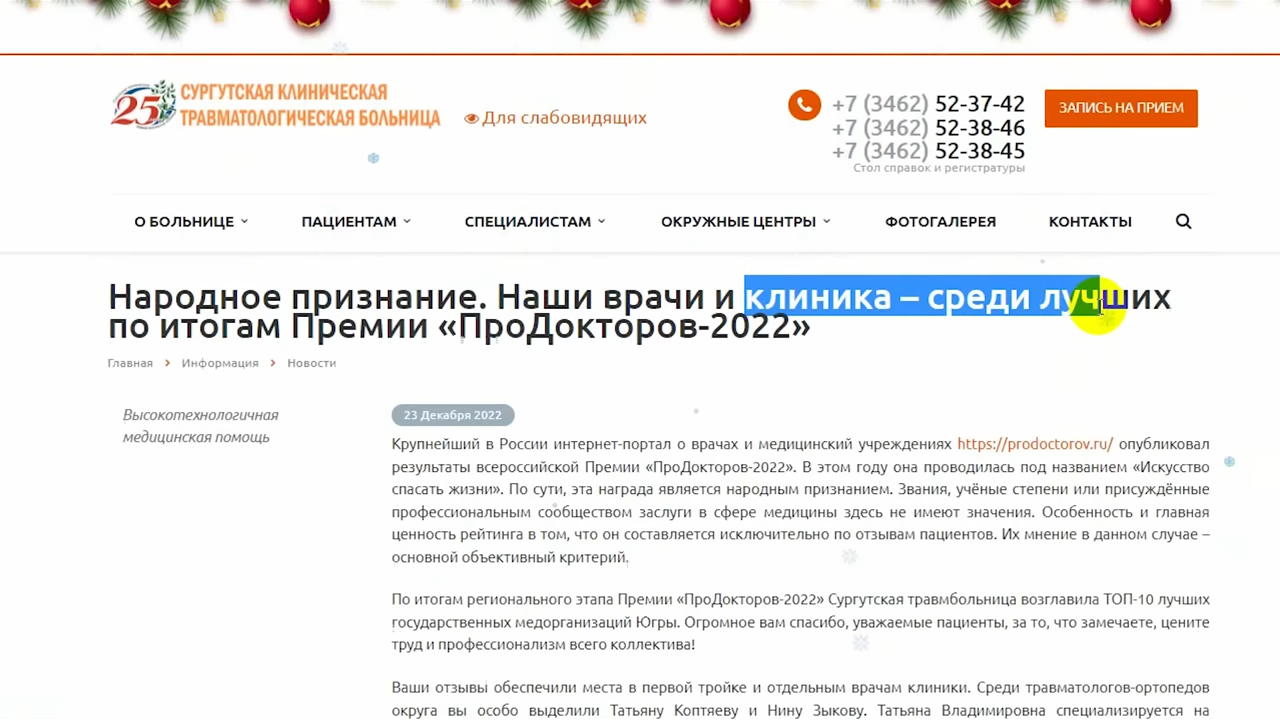 25
СУРГУТСКАЯ КЛИНИЧЕСКАЯ
ТРАВМАТОЛОГИЧЕСКАЯ БОЛЬНИЦА
Для слабовидящих
+7 (3462) 52-37-42
+7 (3462) 52-38-46
+7 (3462) 52-38-45
Стол справок и регистратуры
ЗАПИСЬ НА ПРИЕМ
О БОЛЬНИЦЕ
ПАЦИЕНТАМ
СПЕЦИАЛИСТАМ
ОКРУЖНЫЕ ЦЕНТРЫ
ФОТОГАЛЕРЕЯ
КОНТАКТЫ
Народное признание. Наши врачи и клиника – среди лучших
по итогам Премии «ПроДокторов-2022»
Главная > Информация > Новости
Высокотехнологичная
медицинская помощь
23 Декабря 2022
Крупнейший в России интернет-портал о врачах и медицинский учреждениях https://prodoctorov.ru/ опубликовал
результаты всероссийской Премии «ПроДокторов-2022». В этом году она проводилась под названием «Искусство
спасать жизни». По сути, эта награда является народным признанием. Звания, учёные степени или присуждённые
профессиональным сообществом заслуги в сфере медицины здесь не имеют значения. Особенность и главная
ценность рейтинга в том, что он составляется исключительно по отзывам пациентов. Их мнение в данном случае –
основной объективный критерий.
По итогам регионального этапа Премии «ПроДокторов-2022» Сургутская травмбольница возглавила ТОП-10 лучших
государственных медорганизаций Югры. Огромное вам спасибо, уважаемые пациенты, за то, что замечаете, цените
труд и профессионализм всего коллектива!
Ваши отзывы обеспечили места в первой тройке и отдельным врачам клиники. Среди травматологов-ортопедов
округа вы особо выделили Татьяну Коптяеву и Нину Зыкову. Татьяна Владимировна специализируется на